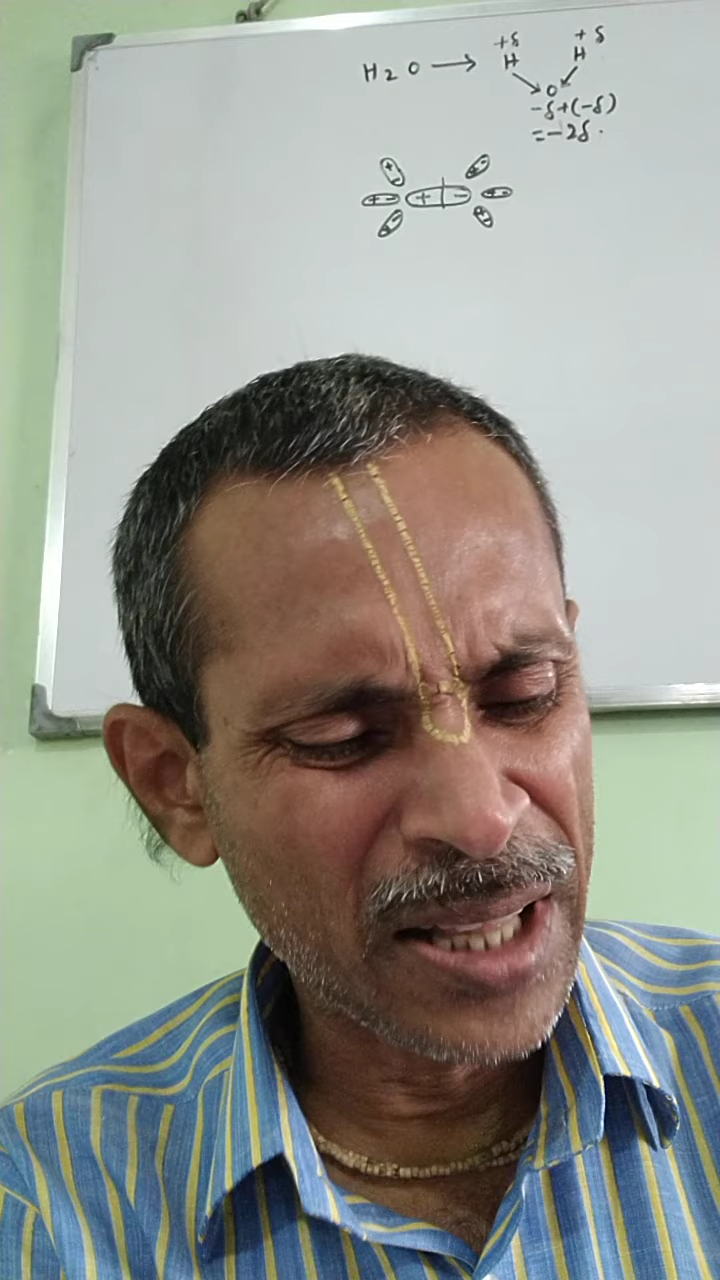 +δ +δ
H₂O → H H
O
-δ+(-δ)
=-2δ.
+ - + -
+ - + - + -
+ - + -